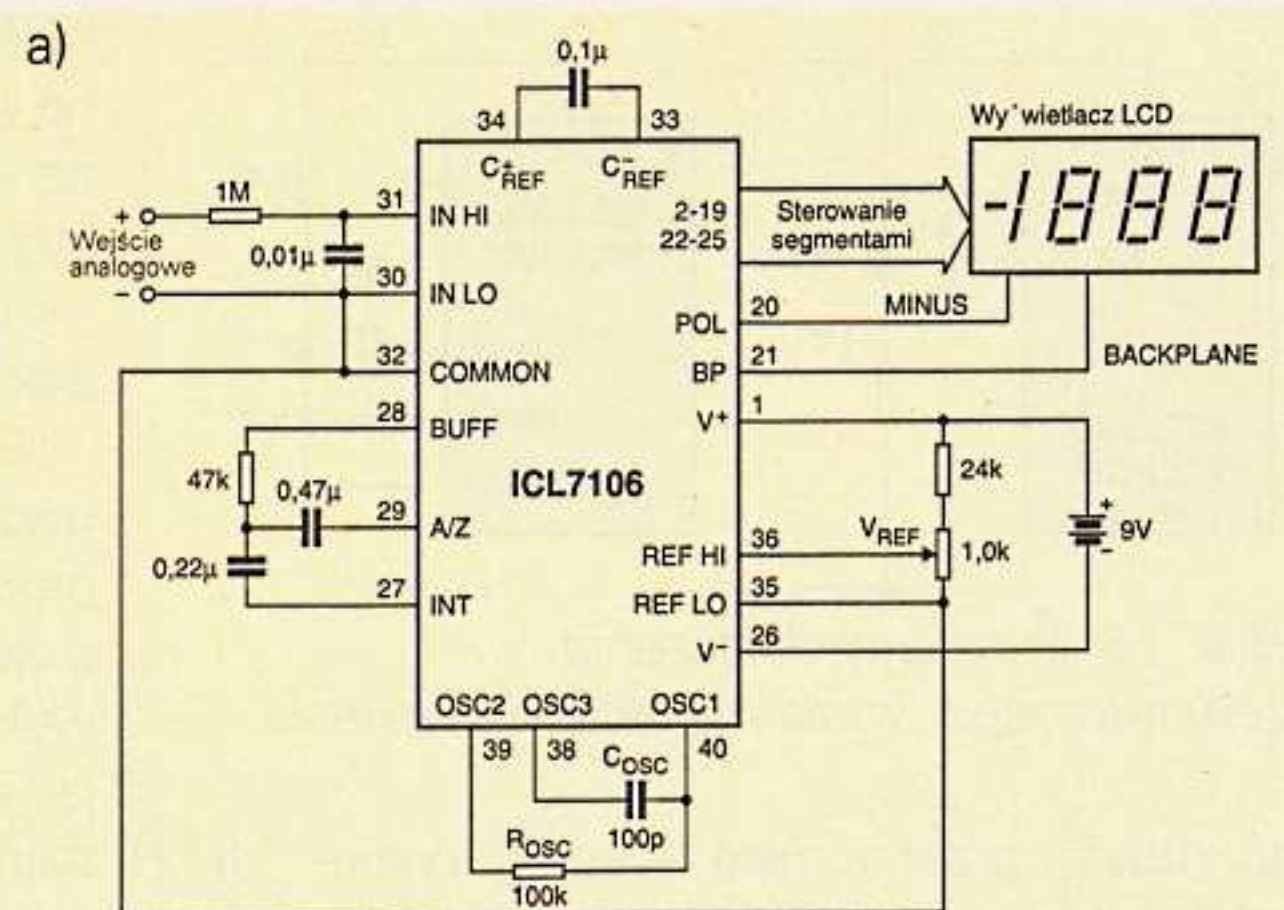 a)
0,1μ
34
33
C+REF
C-REF
Wy'wietlacz LCD
-1888
1M
31
IN HI
2-19
22-25
Sterowanie
segmentami
+
Wejście
analogowe
-
0,01μ
30
IN LO
POL
20
MINUS
32
COMMON
BP
21
BACKPLANE
28
BUFF
V+
1
47k
0,47μ
ICL7106
24k
29
A/Z
VREF
+
9V
-
0,22μ
REF HI
36
1,0k
27
INT
REF LO
35
V-
26
OSC2
OSC3
OSC1
39
38
COSC
40
100p
ROSC
100k